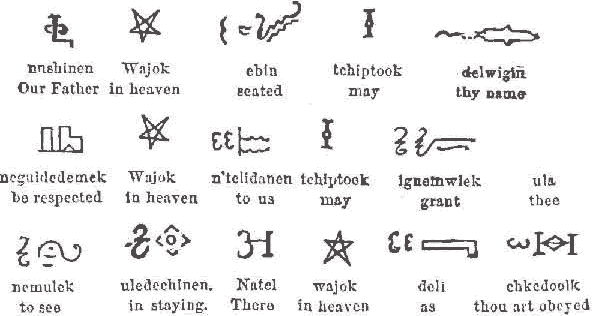 nushinen Wajok ebin tchiptook delwigin
Our Father in heaven seated may thy name
neguidedemek Wajok n'telidanen tchiptook ignemwiek ula
be respected in heaven to us may grant thee
nemulek uledechinen. Natel wajok deli chkedoolk
to see in staying. There in heaven as thou art obeyed